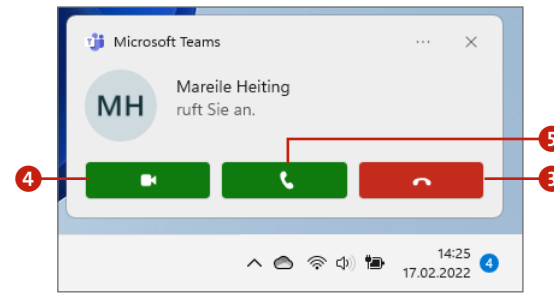 Microsoft Teams
MH
Mareile Heiting
ruft Sie an.
5
4
3
14:25
17.02.2022
4